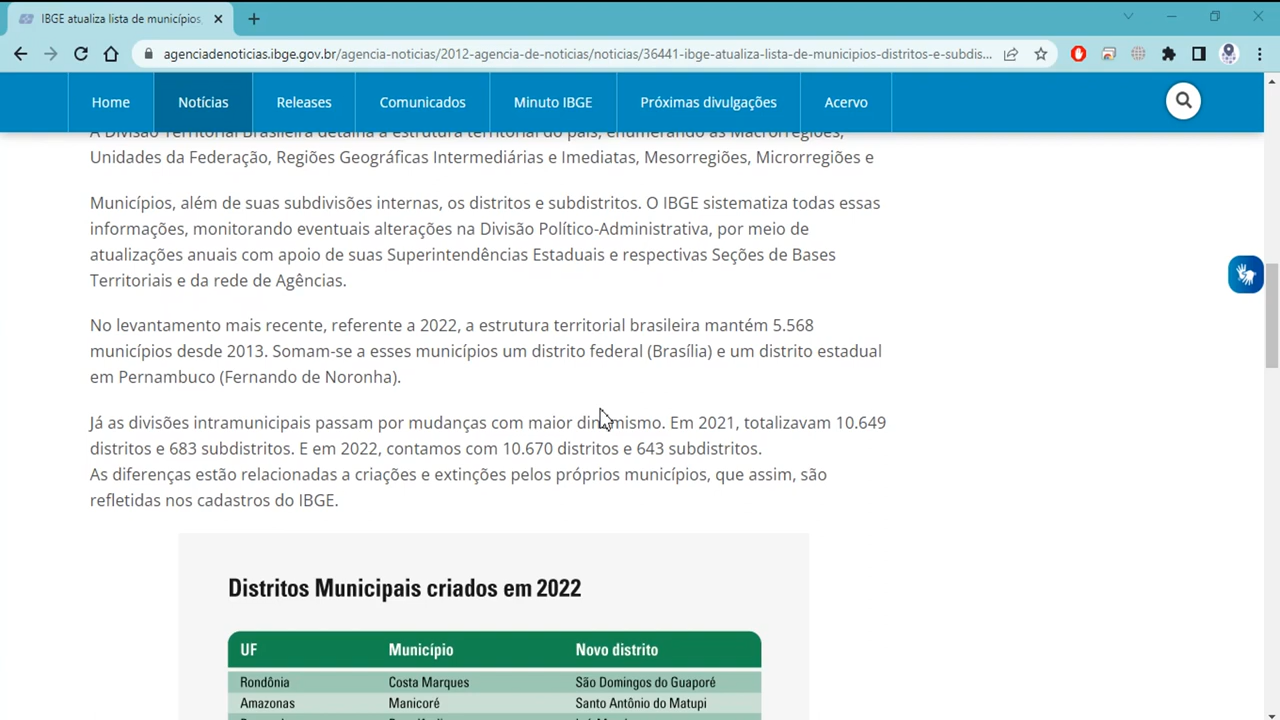 IBGE atualiza lista de municípios,
agenciadenoticias.ibge.gov.br/agencia-noticias/2012-agencia-de-noticias/noticias/36441-ibge-atualiza-lista-de-municipios-distritos-e-subdis...
Home Notícias Releases Comunicados Minuto IBGE Próximas divulgações Acervo
A Divisão Territorial Brasileira detalha a estrutura territorial do país, enumerando as Macrorregiões,
Unidades da Federação, Regiões Geográficas Intermediárias e Imediatas, Mesorregiões, Microrregiões e
Municípios, além de suas subdivisões internas, os distritos e subdistritos. O IBGE sistematiza todas essas
informações, monitorando eventuais alterações na Divisão Político-Administrativa, por meio de
atualizações anuais com apoio de suas Superintendências Estaduais e respectivas Seções de Bases
Territoriais e da rede de Agências.
No levantamento mais recente, referente a 2022, a estrutura territorial brasileira mantém 5.568
municípios desde 2013. Somam-se a esses municípios um distrito federal (Brasília) e um distrito estadual
em Pernambuco (Fernando de Noronha).
Já as divisões intramunicipais passam por mudanças com maior dinamismo. Em 2021, totalizavam 10.649
distritos e 683 subdistritos. E em 2022, contamos com 10.670 distritos e 643 subdistritos.
As diferenças estão relacionadas a criações e extinções pelos próprios municípios, que assim, são
refletidas nos cadastros do IBGE.
Distritos Municipais criados em 2022
UF Município Novo distrito
Rondônia Costa Marques São Domingos do Guaporé
Amazonas Manicoré Santo Antônio do Matupi